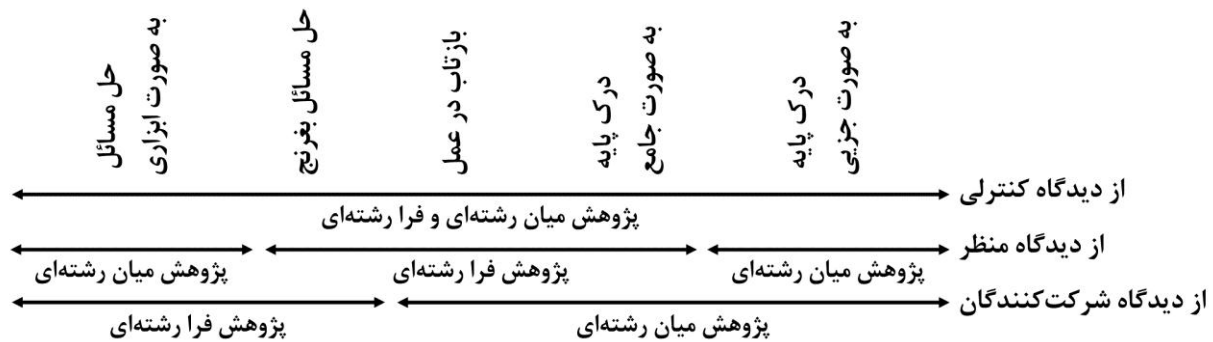 درک پایه
به صورت جزیی
درک پایه
به صورت جامع
بازتاب در عمل
حل مسائل بغرنج
حل مسائل
به صورت ابزاری
از دیدگاه کنترلی
پژوهش میان رشته‌ای و فرا رشته‌ای
از دیدگاه منظر
پژوهش میان رشته‌ای
پژوهش فرا رشته‌ای
پژوهش میان رشته‌ای
از دیدگاه شرکت‌کنندگان
پژوهش میان رشته‌ای
پژوهش فرا رشته‌ای